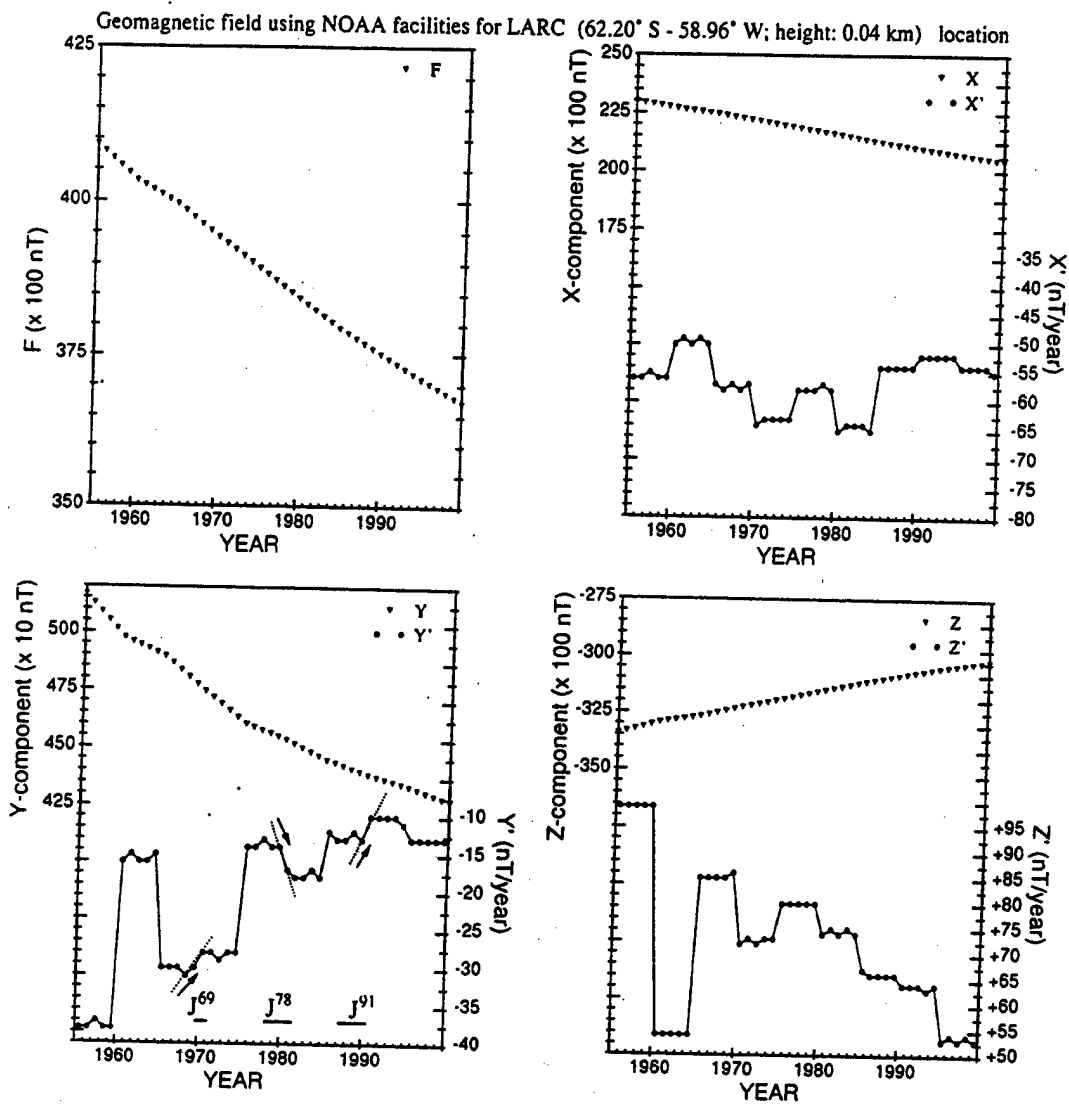 Geomagnetic field using NOAA facilities for LARC (62.20° S - 58.96° W; height: 0.04 km) location
425
400
375
350
F (x 100 nT)
F
1960 1970 1980 1990
YEAR
250
225
200
175
X-component (x 100 nT)
X
X'
-35
-40
-45
-50
-55
-60
-65
-70
-75
-80
X' (nT/year)
1960 1970 1980 1990
YEAR
500
475
450
425
Y-component (x 10 nT)
Y
Y'
-10
-15
-20
-25
-30
-35
-40
Y' (nT/year)
J69 J78 J91
1960 1970 1980 1990
YEAR
-275
-300
-325
-350
Z-component (x 100 nT)
Z
Z'
+95
+90
+85
+80
+75
+70
+65
+60
+55
+50
Z' (nT/year)
1960 1970 1980 1990
YEAR